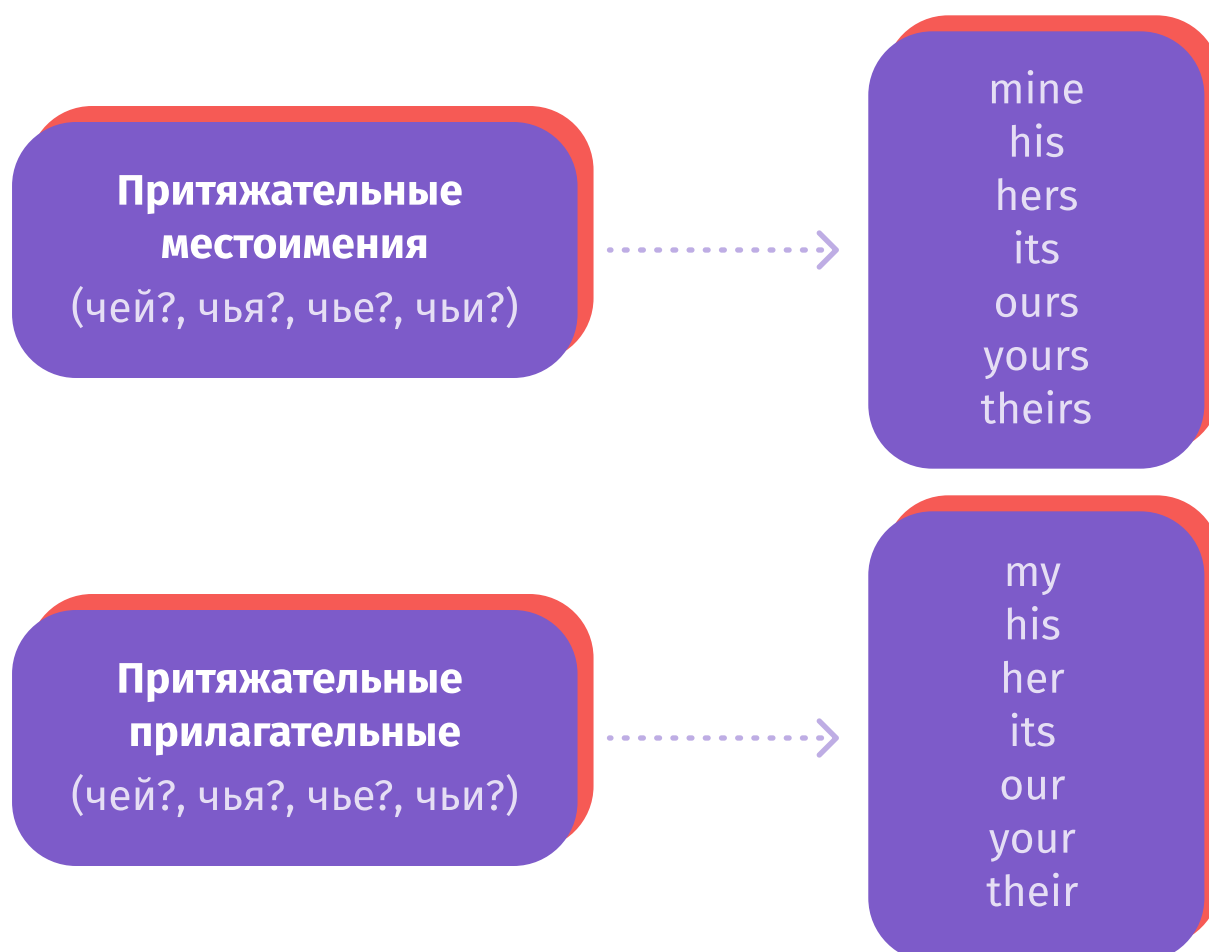 Притяжательные
местоимения
(чей?, чья?, чье?, чьи?)
mine
his
hers
its
ours
yours
theirs
Притяжательные
прилагательные
(чей?, чья?, чье?, чьи?)
my
his
her
its
our
your
their